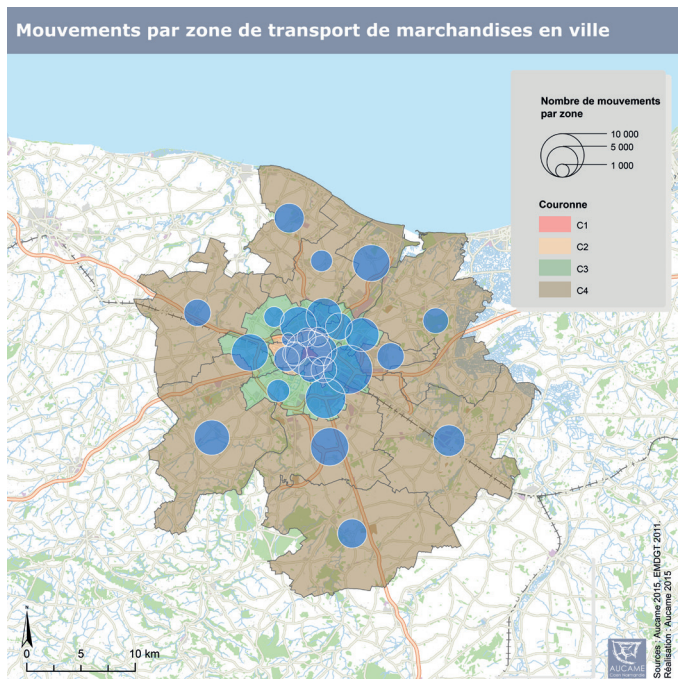 Mouvements par zone de transport de marchandises en ville
Nombre de mouvements
par zone
10 000
5 000
1 000
Couronne
C1
C2
C3
C4
N
0 5 10 km
AUCAME
Caen Normandie
Sources : Aucame 2015, EMDGT 2011.
Réalisation : Aucame 2015